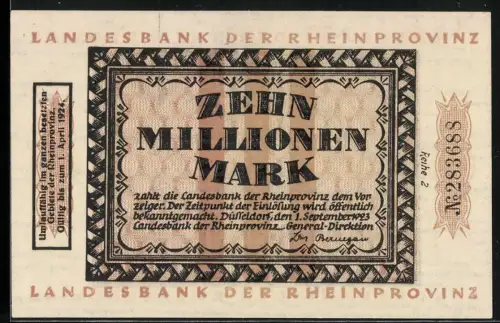 LANDESBANK DER RHEINPROVINZ
Umlauffähig im ganzen besetzten
Gebiete der Rheinprovinz.
Gültig bis zum 1. April 1924.
ZEHN
MILLIONEN
MARK
zahlt die Landesbank der Rheinprovinz dem Vor
zeiger. Der Zeitpunkt der Einlösung wird öffentlich
bekanntgemacht. Düsseldorf, den 1. September 1923
Landesbank der Rheinprovinz, General-Direktion
Reihe 2
№ 283688
LANDESBANK DER RHEINPROVINZ